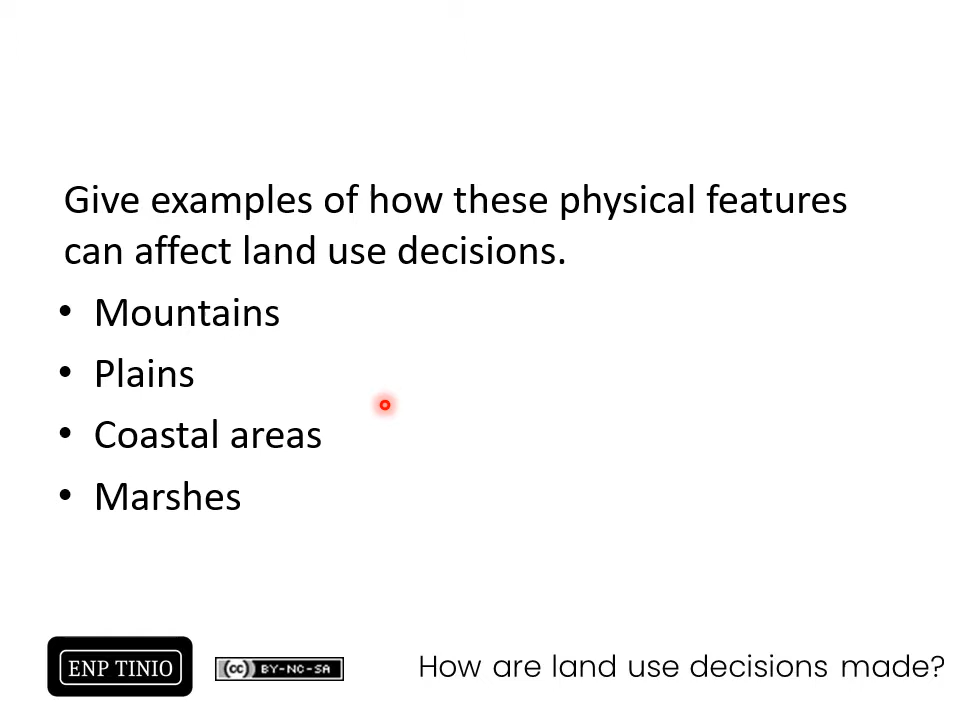 Give examples of how these physical features
can affect land use decisions.
• Mountains
• Plains
• Coastal areas
• Marshes
ENP TINIO
cc BY-NC-SA
How are land use decisions made?